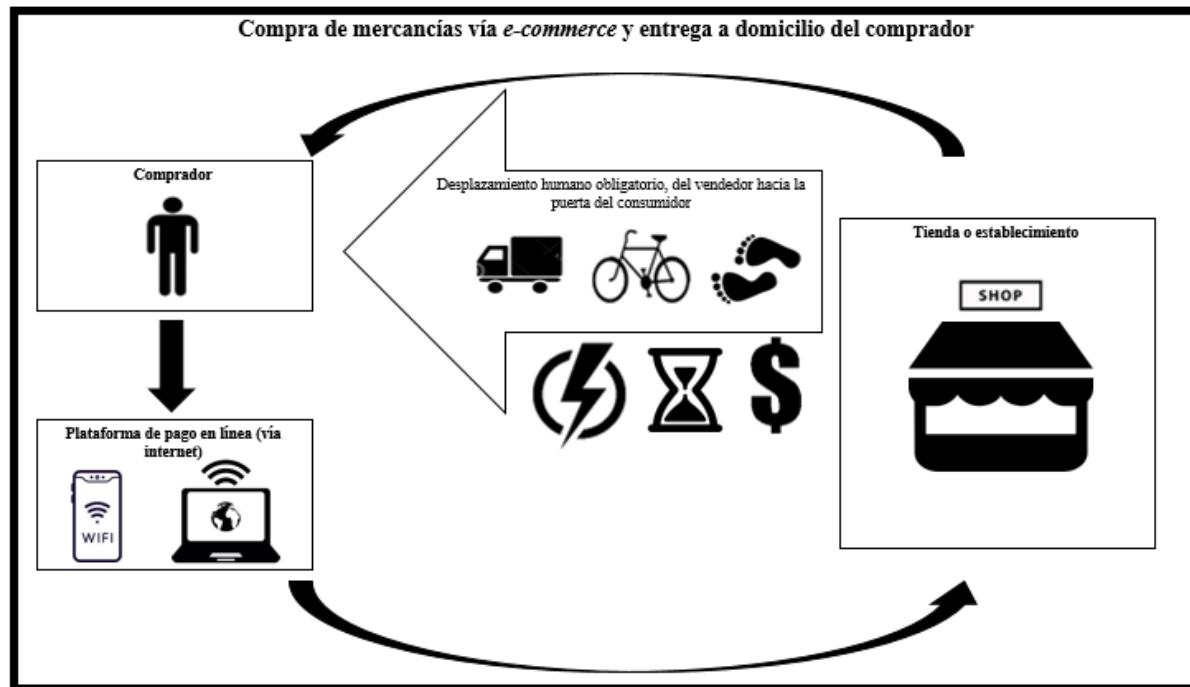 Compra de mercancías vía e-commerce y entrega a domicilio del comprador
Comprador
Desplazamiento humano obligatorio, del vendedor hacia la
puerta del consumidor
Tienda o establecimiento
SHOP
$
Plataforma de pago en línea (vía
internet)
WIFI